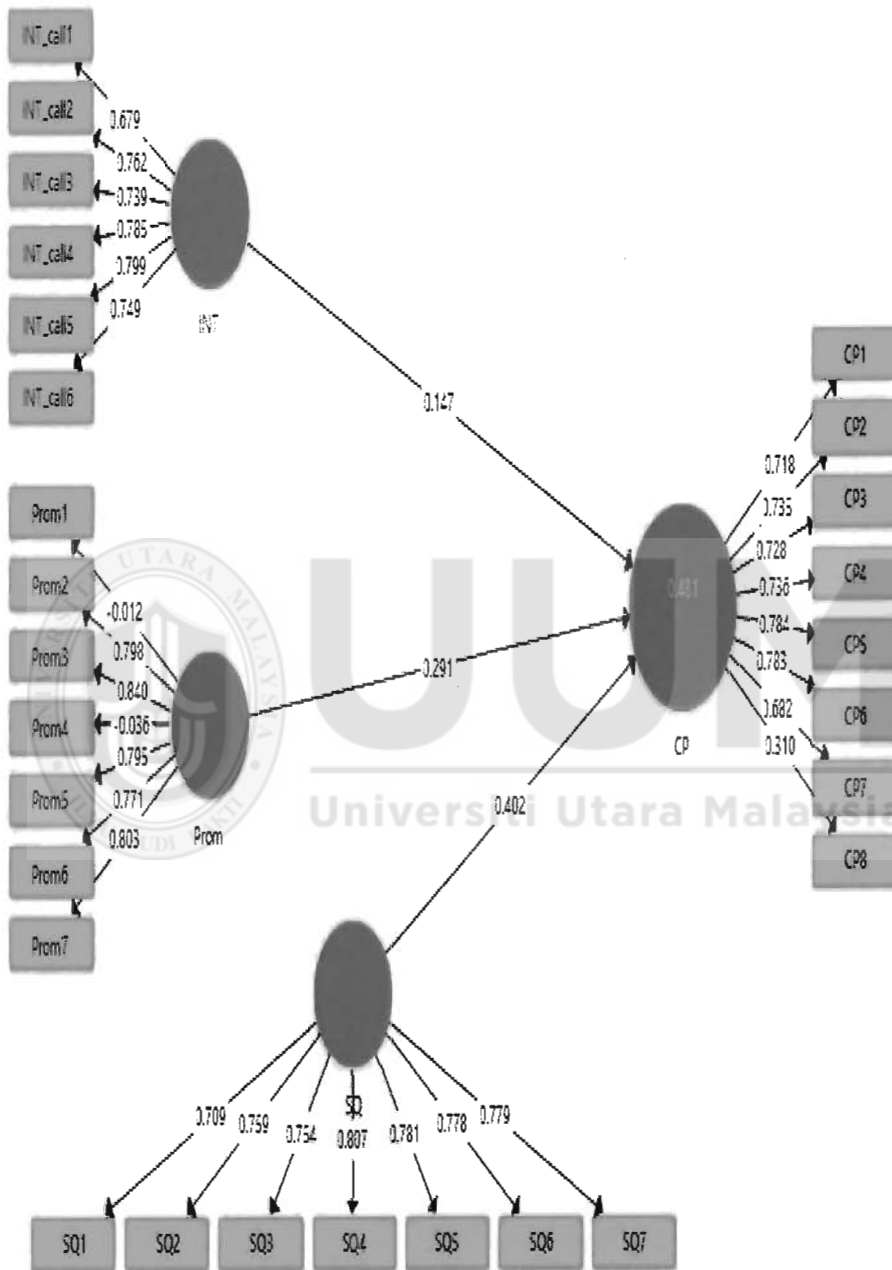 INT_call1
INT_call2
INT_call3
INT_call4
INT_call5
INT_call6
0.679
0.762
0.739
0.785
0.799
0.749
INT
0.147
Prom1
Prom2
Prom3
Prom4
Prom5
Prom6
Prom7
-0.012
0.798
0.840
-0.036
0.795
0.771
0.803
Prom
0.291
0.402
CP1
CP2
CP3
CP4
CP5
CP6
CP7
CP8
0.718
0.735
0.728
0.736
0.784
0.783
0.682
0.310
0.481
CP
UUM
Universiti Utara Malaysia
UTARA MALAYSIA
SQ
0.709
0.759
0.754
0.807
0.781
0.778
0.779
SQ1
SQ2
SQ3
SQ4
SQ5
SQ6
SQ7